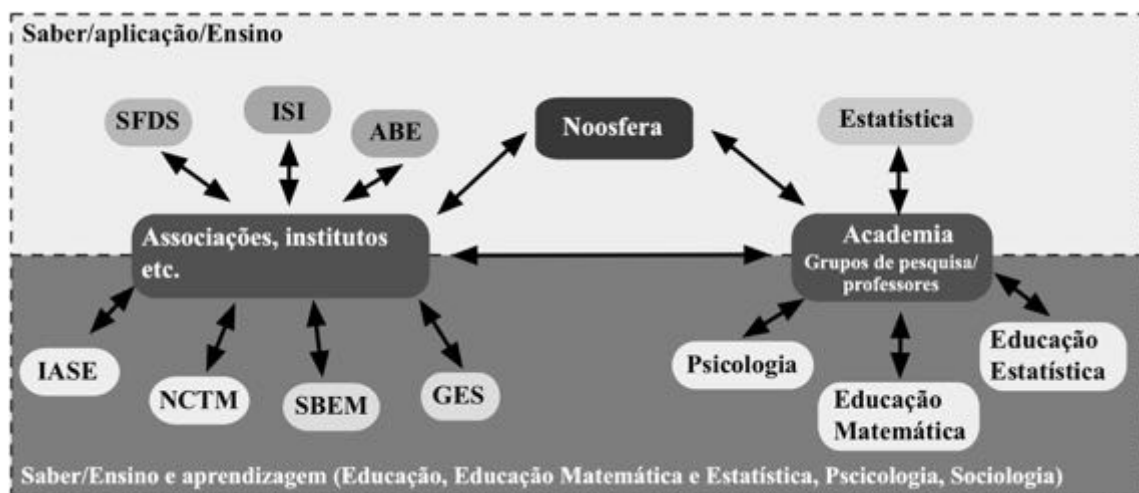 Saber/aplicação/Ensino
SFDS
ISI
ABE
Noosfera
Estatistica
Associações, institutos
etc.
Academia
Grupos de pesquisa/
professores
IASE
NCTM
SBEM
GES
Psicologia
Educação
Matemática
Educação
Estatística
Saber/Ensino e aprendizagem (Educação, Educação Matemática e Estatística, Pscicologia, Sociologia)